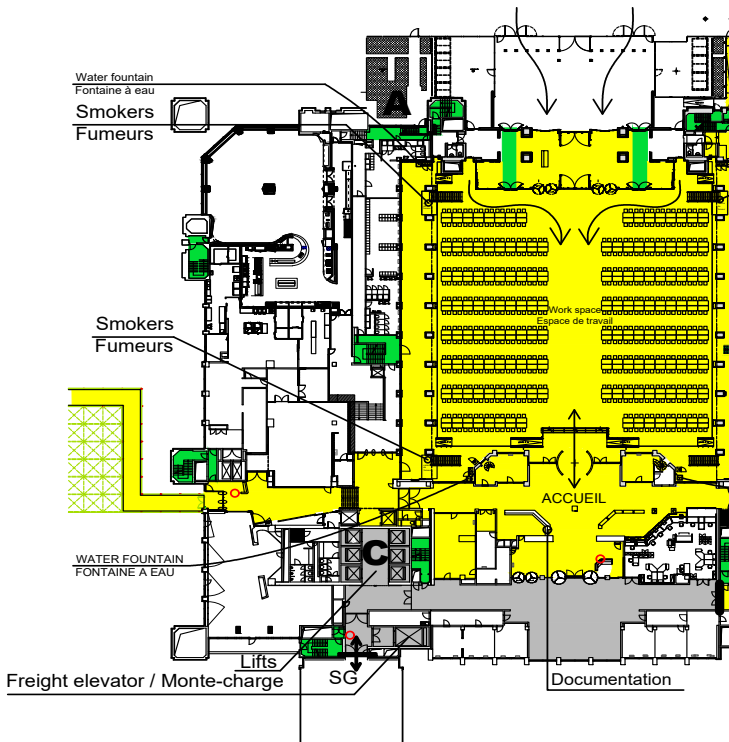 A
Water fountain
Fontaine à eau
Smokers
Fumeurs
Work space
Espace de travail
Smokers
Fumeurs
ACCUEIL
WATER FOUNTAIN
FONTAINE A EAU
C
Lifts
SG
Freight elevator / Monte-charge
Documentation